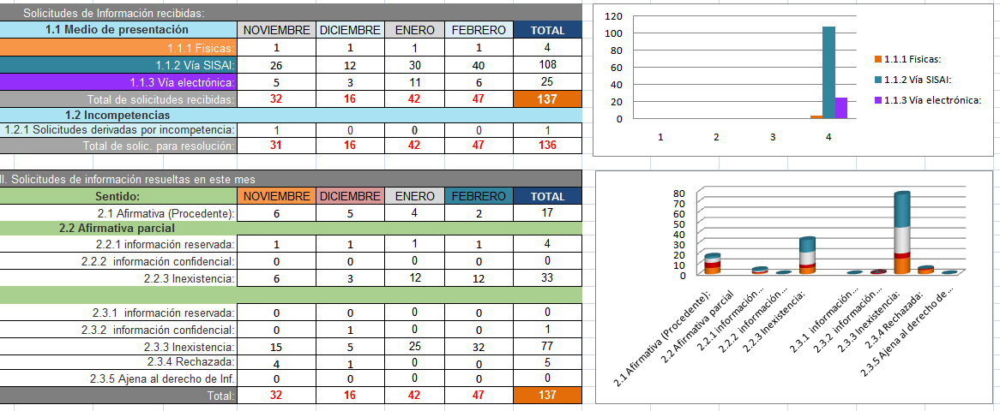 Solicitudes de Información recibidas:
1.1 Medio de presentación NOVIEMBRE DICIEMBRE ENERO FEBRERO TOTAL
1.1.1 Fisicas: 1 1 1 1 4
1.1.2 Vía SISAI: 26 12 30 40 108
1.1.3 Vía electrónica: 5 3 11 6 25
Total de solicitudes recibidas: 32 16 42 47 137
1.2 Incompetencias
1.2.1 Solicitudes derivadas por incompetencia: 1 0 0 0 1
Total de solic. para resolución: 31 16 42 47 136
120
100
80
60
40
20
0
1 2 3 4
1.1.1 Fisicas:
1.1.2 Vía SISAI:
1.1.3 Vía electrónica:
II. Solicitudes de información resueltas en este mes
Sentido: NOVIEMBRE DICIEMBRE ENERO FEBRERO TOTAL
2.1 Afirmativa (Procedente): 6 5 4 2 17
2.2 Afirmativa parcial
2.2.1 información reservada: 1 1 1 1 4
2.2.2 información confidencial: 0 0 0 0 0
2.2.3 Inexistencia: 6 3 12 12 33
2.3.1 información reservada: 0 0 0 0 0
2.3.2 información confidencial: 0 1 0 0 1
2.3.3 Inexistencia: 15 5 25 32 77
2.3.4 Rechazada: 4 1 0 0 5
2.3.5 Ajena al derecho de Inf. 0 0 0 0 0
Total: 32 16 42 47 137
80
70
60
50
40
30
20
10
0
2.1 Afirmativa (Procedente):
2.2 Afirmativa parcial
2.2.1 información...
2.2.2 información...
2.2.3 Inexistencia:
2.3.1 información...
2.3.2 información...
2.3.3 Inexistencia:
2.3.4 Rechazada:
2.3.5 Ajena al derecho de...